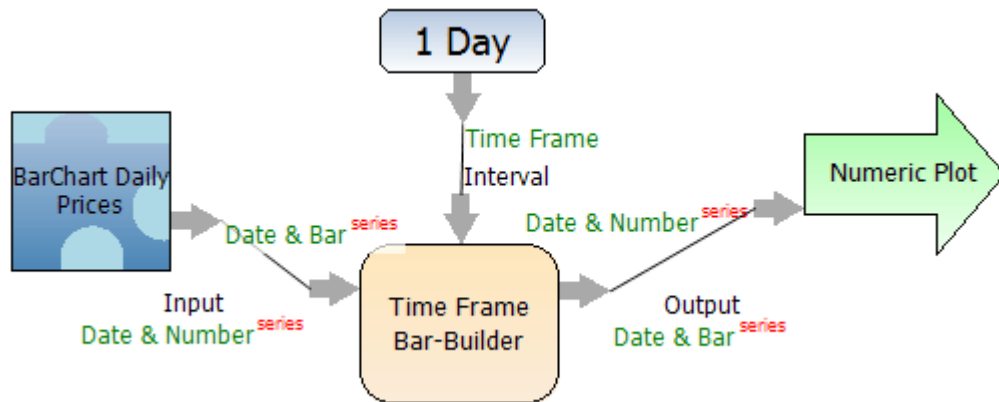 1 Day
Time Frame
Interval
BarChart Daily
Prices
Date & Bar series
Input
Date & Number series
Time Frame
Bar-Builder
Date & Number series
Output
Date & Bar series
Numeric Plot